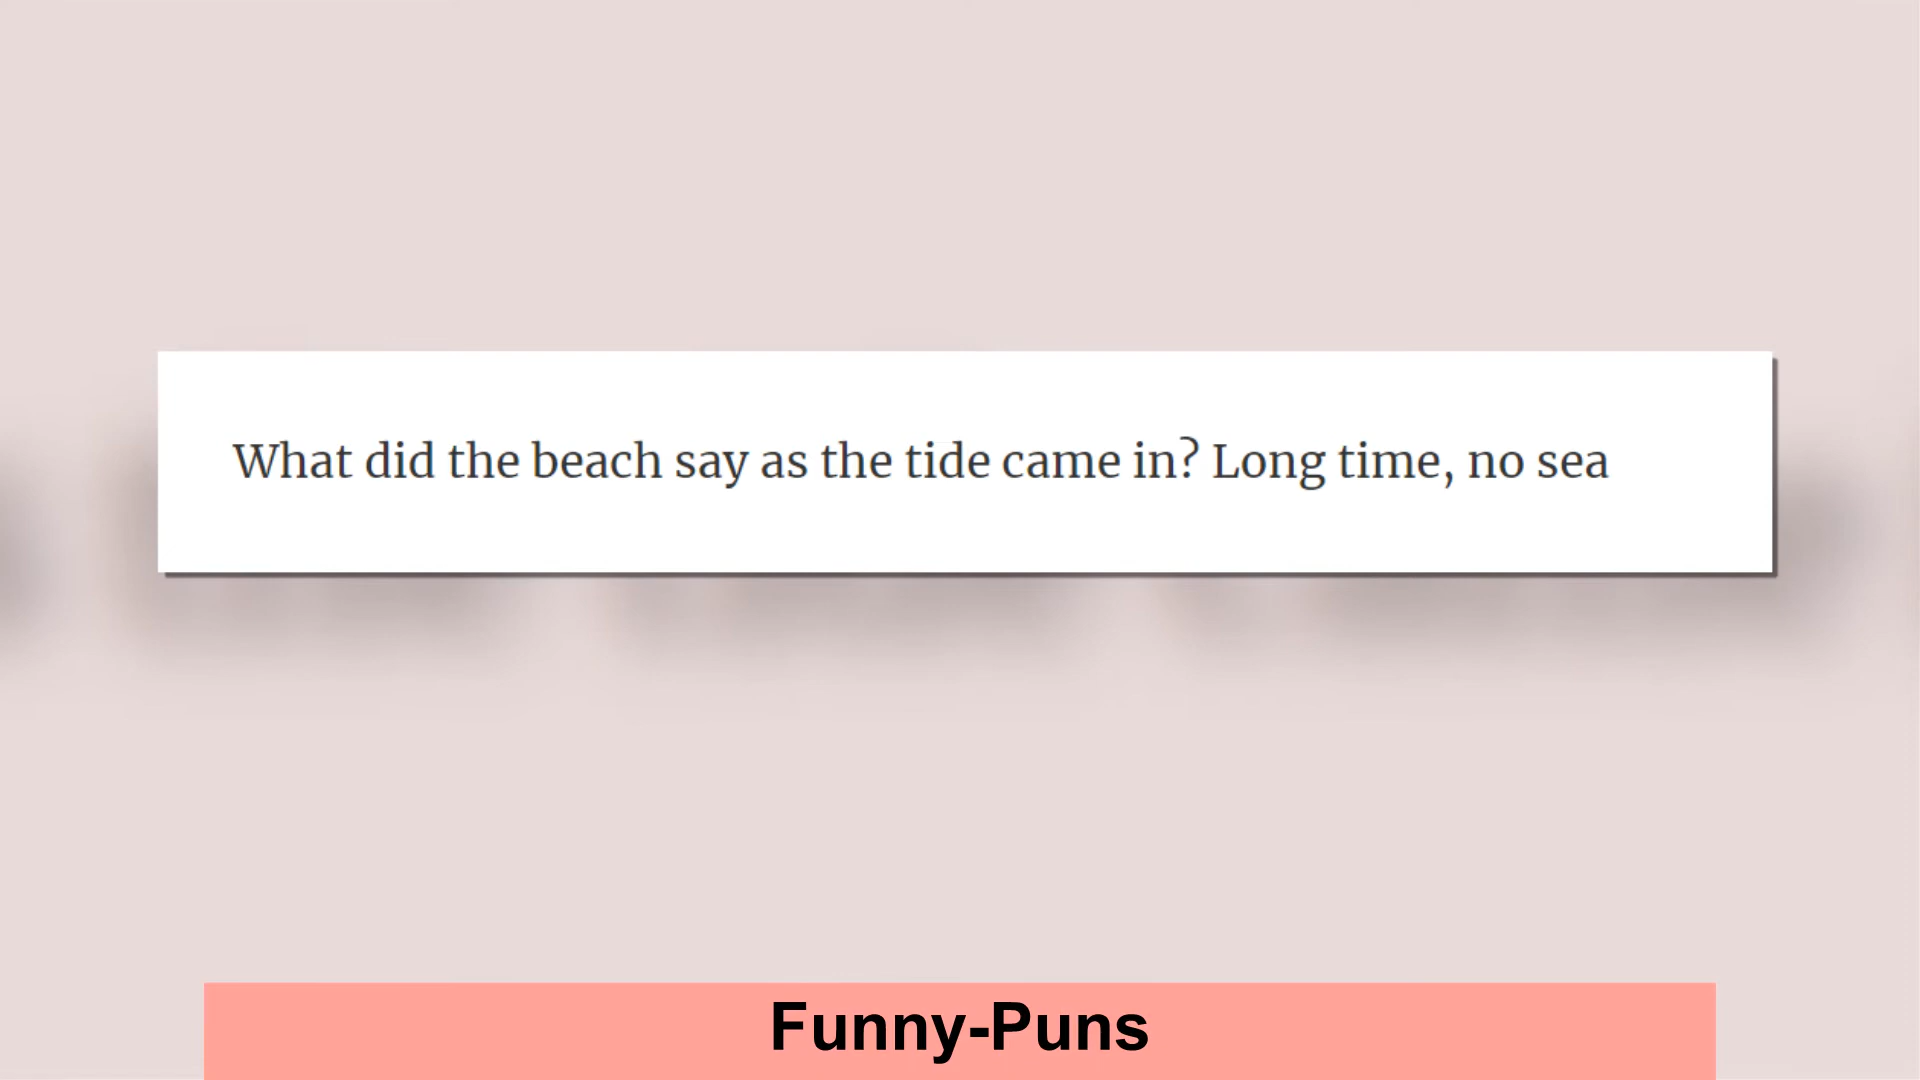 What did the beach say as the tide came in? Long time, no sea
Funny-Puns